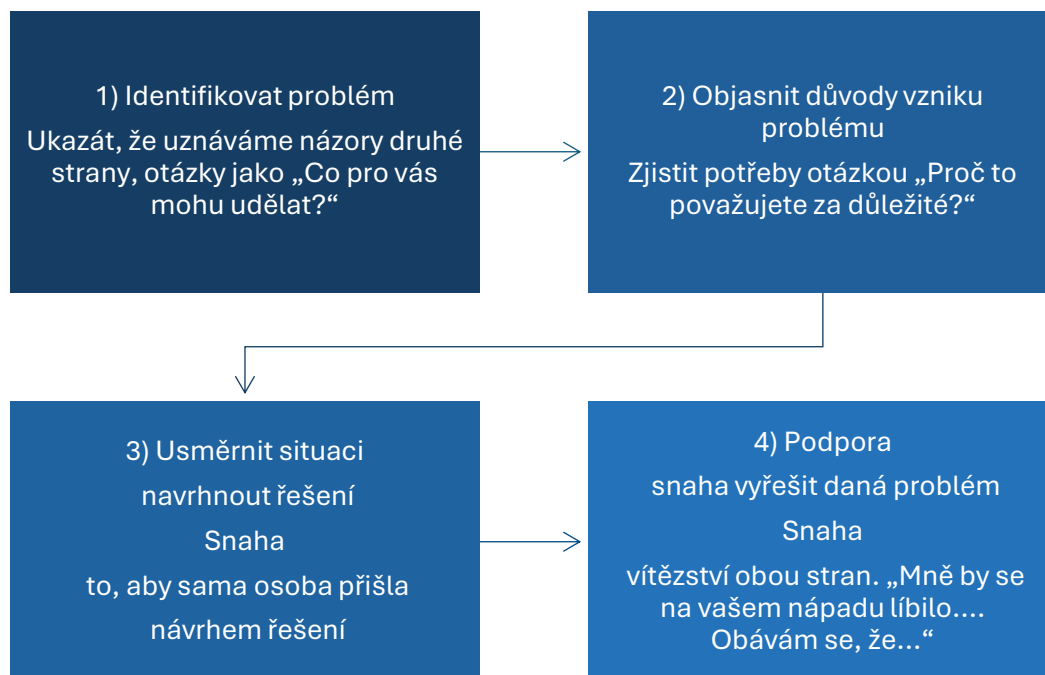 1) Identifikovat problém
Ukazát, že uznáváme názory druhé
strany, otázky jako „Co pro vás
mohu udělat?“
2) Objasnit důvody vzniku
problému
Zjistit potřeby otázkou „Proč to
považujete za důležité?“
3) Usměrnit situaci
navrhnout řešení
Snaha
to, aby sama osoba přišla
návrhem řešení
4) Podpora
snaha vyřešit daná problém
Snaha
vítězství obou stran. „Mně by se
na vašem nápadu líbilo....
Obávám se, že...“